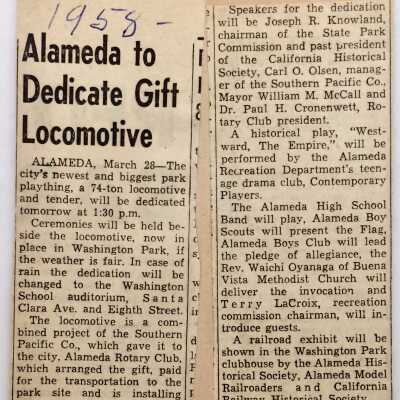 1958-
Alameda to
Dedicate Gift
Locomotive
ALAMEDA, March 28—The
city's newest and biggest park
plaything, a 74-ton locomotive
and tender, will be dedicated
tomorrow at 1:30 p.m.
Ceremonies will be held be-
side the locomotive, now in
place in Washington Park, if
the weather is fair. In case of
rain the dedication will be
changed to the Washington
School auditorium, Santa
Clara Ave. and Eighth Street.
The locomotive is a com-
bined project of the Southern
Pacific Co., which gave it to
the city, Alameda Rotary Club,
which arranged the gift, paid
for the transportation to the
park site and is installing
Speakers for the dedication
will be Joseph R. Knowland,
chairman of the State Park
Commission and past president
of the California Historical
Society, Carl O. Olsen, manag-
er of the Southern Pacific Co.,
Mayor William M. McCall and
Dr. Paul H. Cronenwett, Ro-
tary Club president.
A historical play, "West-
ward, The Empire," will be
performed by the Alameda
Recreation Department's teen-
age drama club, Contemporary
Players.
The Alameda High School
Band will play, Alameda Boy
Scouts will present the Flag,
Alameda Boys Club will lead
the pledge of allegiance, the
Rev. Waichi Oyanaga of Buena
Vista Methodist Church will
deliver the invocation and
Terry LaCroix, recreation
commission chairman, will in-
troduce guests.
A railroad exhibit will be
shown in the Washington Park
clubhouse by the Alameda His-
torical Society, Alameda Model
Railroaders and California
Railway Historical Society.